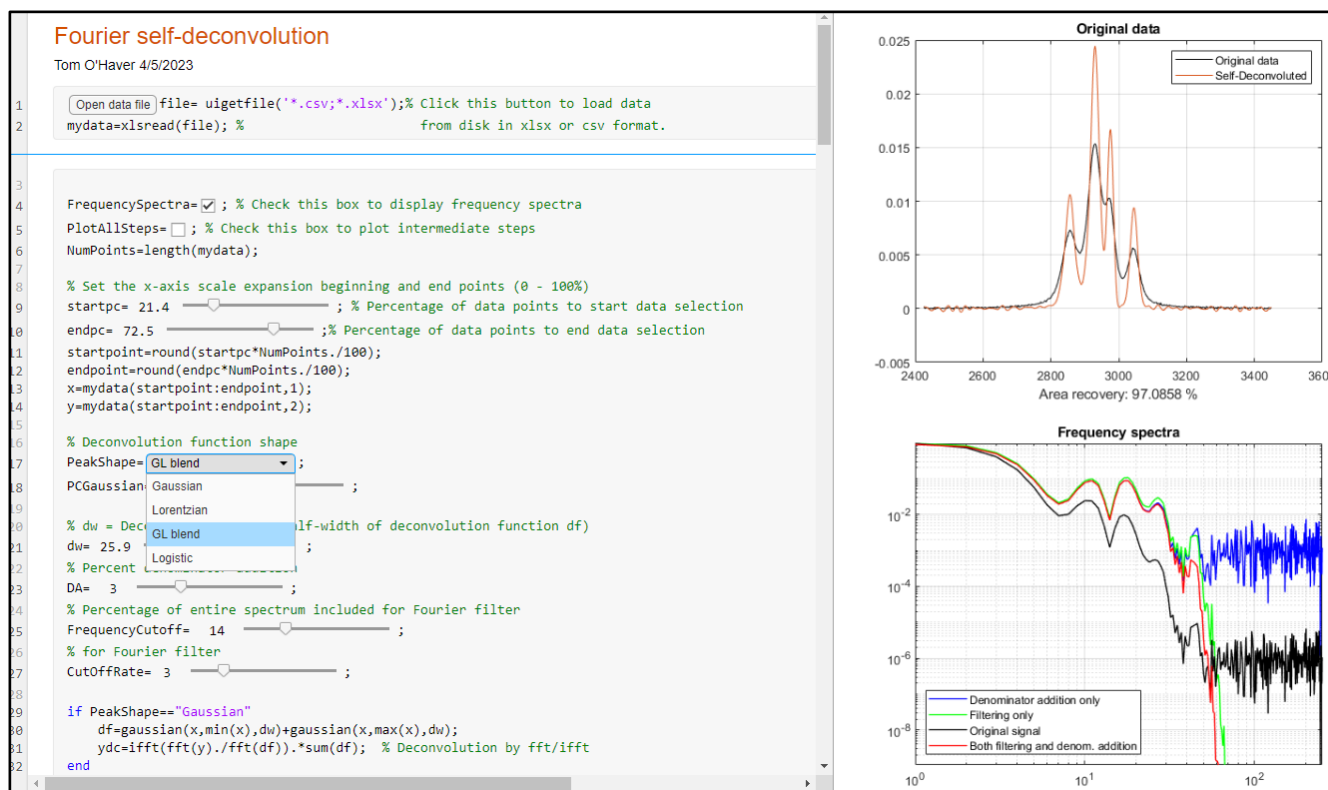 Fourier self-deconvolution
Tom O'Haver 4/5/2023
1 Open data file file= uigetfile('*.csv;*.xlsx');% Click this button to load data
2 mydata=xlsread(file); % from disk in xlsx or csv format.
3
4 FrequencySpectra= ; % Check this box to display frequency spectra
5 PlotAllSteps= ; % Check this box to plot intermediate steps
6 NumPoints=length(mydata);
7
8 % Set the x-axis scale expansion beginning and end points (0 - 100%)
9 startpc= 21.4 ; % Percentage of data points to start data selection
10 endpc= 72.5 ;% Percentage of data points to end data selection
11 startpoint=round(startpc*NumPoints./100);
12 endpoint=round(endpc*NumPoints./100);
13 x=mydata(startpoint:endpoint,1);
14 y=mydata(startpoint:endpoint,2);
15
16 % Deconvolution function shape
17 PeakShape= GL blend ;
Gaussian
18 PCGaussian= ;
19 Lorentzian
20 % dw = Deco alf-width of deconvolution function df)
GL blend
21 dw= 25.9 ;
Logistic
22 % Percent
23 DA= 3 ;
24 % Percentage of entire spectrum included for Fourier filter
25 FrequencyCutoff= 14 ;
26 % for Fourier filter
27 CutOffRate= 3 ;
28
29 if PeakShape=="Gaussian"
30 df=gaussian(x,min(x),dw)+gaussian(x,max(x),dw);
31 ydc=ifft(fft(y)./fft(df)).*sum(df); % Deconvolution by fft/ifft
32 end
Original data
0.025
0.02
0.015
0.01
0.005
0
-0.005
Original data
Self-Deconvoluted
2400 2600 2800 3000 3200 3400 360
Area recovery: 97.0858 %
Frequency spectra
10-2
10-4
10-6
10-8
Denominator addition only
Filtering only
Original signal
Both filtering and denom. addition
100 101 102